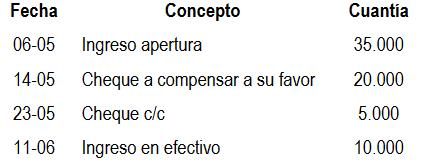 Fecha Concepto Cuantía
06-05 Ingreso apertura 35.000
14-05 Cheque a compensar a su favor 20.000
23-05 Cheque c/c 5.000
11-06 Ingreso en efectivo 10.000